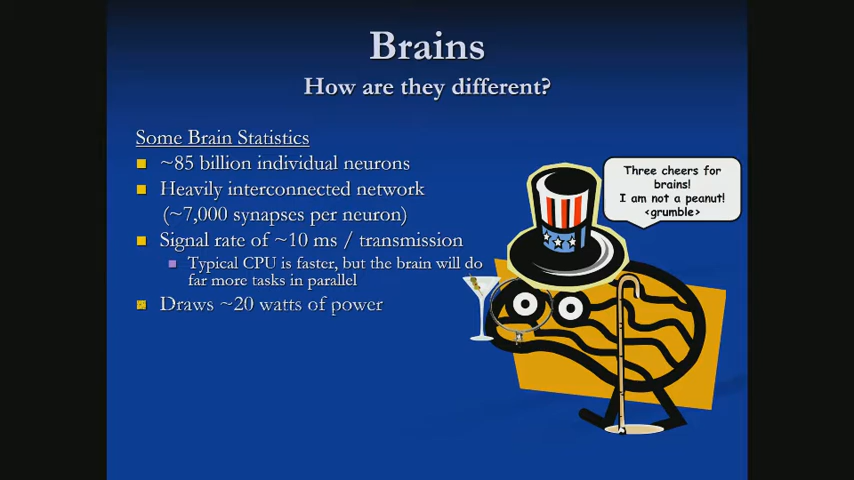 Brains
How are they different?
Some Brain Statistics
~85 billion individual neurons
Heavily interconnected network
(~7,000 synapses per neuron)
Signal rate of ~10 ms / transmission
Typical CPU is faster, but the brain will do
far more tasks in parallel
Draws ~20 watts of power
Three cheers for
brains!
I am not a peanut!
<grumble>